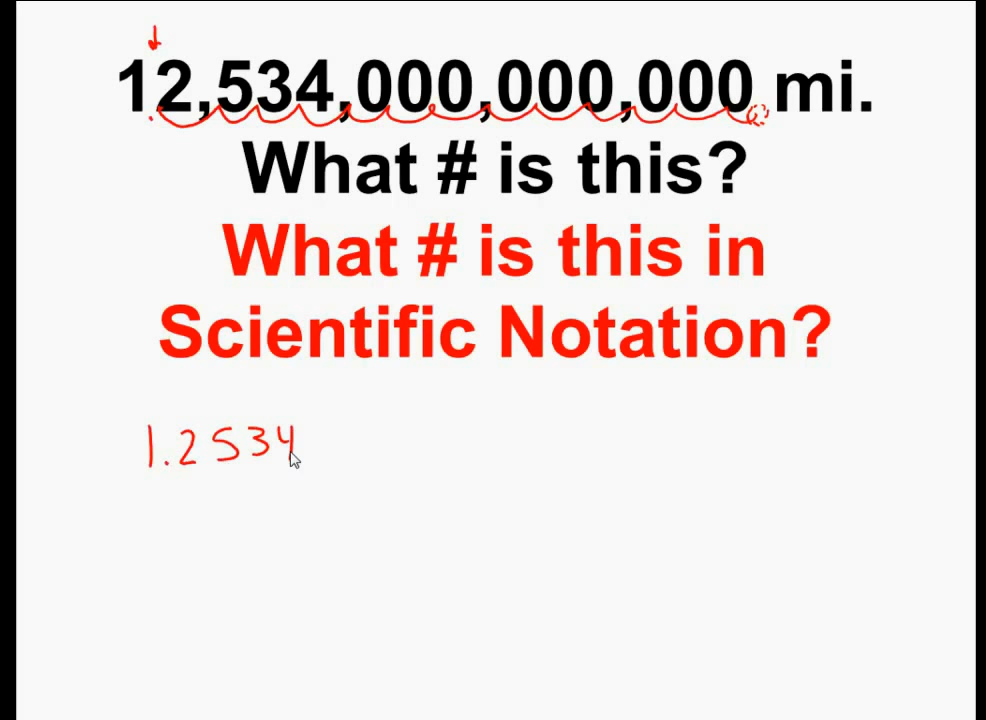 12,534,000,000,000 mi.
What # is this?
What # is this in
Scientific Notation?
1.2534